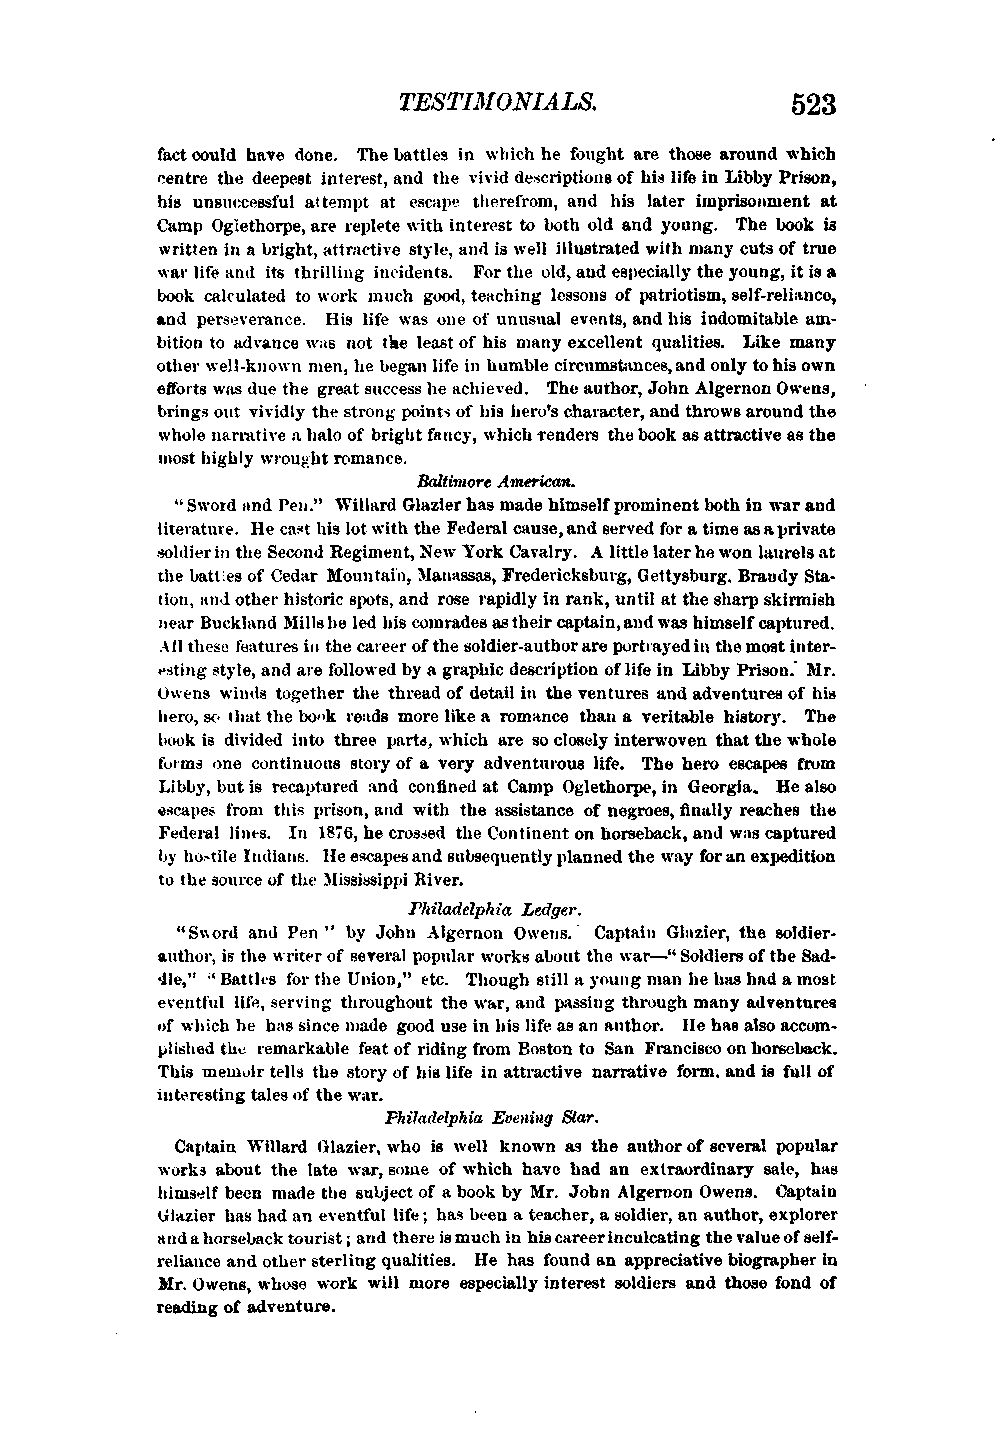 TESTIMONIALS. 523
fact could have done. The battles in which he fought are those around which
centre the deepest interest, and the vivid descriptions of his life in Libby Prison,
his unsuccessful attempt at escape therefrom, and his later imprisonment at
Camp Oglethorpe, are replete with interest to both old and young. The book is
written in a bright, attractive style, and is well illustrated with many cuts of true
war life and its thrilling incidents. For the old, and especially the young, it is a
book calculated to work much good, teaching lessons of patriotism, self-reliance,
and perseverance. His life was one of unusual events, and his indomitable am-
bition to advance was not the least of his many excellent qualities. Like many
other well-known men, he began life in humble circumstances, and only to his own
efforts was due the great success he achieved. The author, John Algernon Owens,
brings out vividly the strong points of his hero's character, and throws around the
whole narrative a halo of bright fancy, which renders the book as attractive as the
most highly wrought romance.
Baltimore American.
"Sword and Pen." Willard Glazier has made himself prominent both in war and
literature. He cast his lot with the Federal cause, and served for a time as a private
soldier in the Second Regiment, New York Cavalry. A little later he won laurels at
the battles of Cedar Mountain, Manassas, Fredericksburg, Gettysburg, Brandy Sta-
tion, and other historic spots, and rose rapidly in rank, until at the sharp skirmish
near Buckland Mills he led his comrades as their captain, and was himself captured.
All these features in the career of the soldier-author are portrayed in the most inter-
esting style, and are followed by a graphic description of life in Libby Prison. Mr.
Owens winds together the thread of detail in the ventures and adventures of his
hero, so that the book reads more like a romance than a veritable history. The
book is divided into three parts, which are so closely interwoven that the whole
forms one continuous story of a very adventurous life. The hero escapes from
Libby, but is recaptured and confined at Camp Oglethorpe, in Georgia. He also
escapes from this prison, and with the assistance of negroes, finally reaches the
Federal lines. In 1876, he crossed the Continent on horseback, and was captured
by hostile Indians. He escapes and subsequently planned the way for an expedition
to the source of the Mississippi River.
Philadelphia Ledger.
"Sword and Pen" by John Algernon Owens. Captain Glazier, the soldier-
author, is the writer of several popular works about the war—"Soldiers of the Sad-
dle," "Battles for the Union," etc. Though still a young man he has had a most
eventful life, serving throughout the war, and passing through many adventures
of which he has since made good use in his life as an author. He has also accom-
plished the remarkable feat of riding from Boston to San Francisco on horseback.
This memoir tells the story of his life in attractive narrative form, and is full of
interesting tales of the war.
Philadelphia Evening Star.
Captain Willard Glazier, who is well known as the author of several popular
works about the late war, some of which have had an extraordinary sale, has
himself been made the subject of a book by Mr. John Algernon Owens. Captain
Glazier has had an eventful life; has been a teacher, a soldier, an author, explorer
and a horseback tourist; and there is much in his career inculcating the value of self-
reliance and other sterling qualities. He has found an appreciative biographer in
Mr. Owens, whose work will more especially interest soldiers and those fond of
reading of adventure.